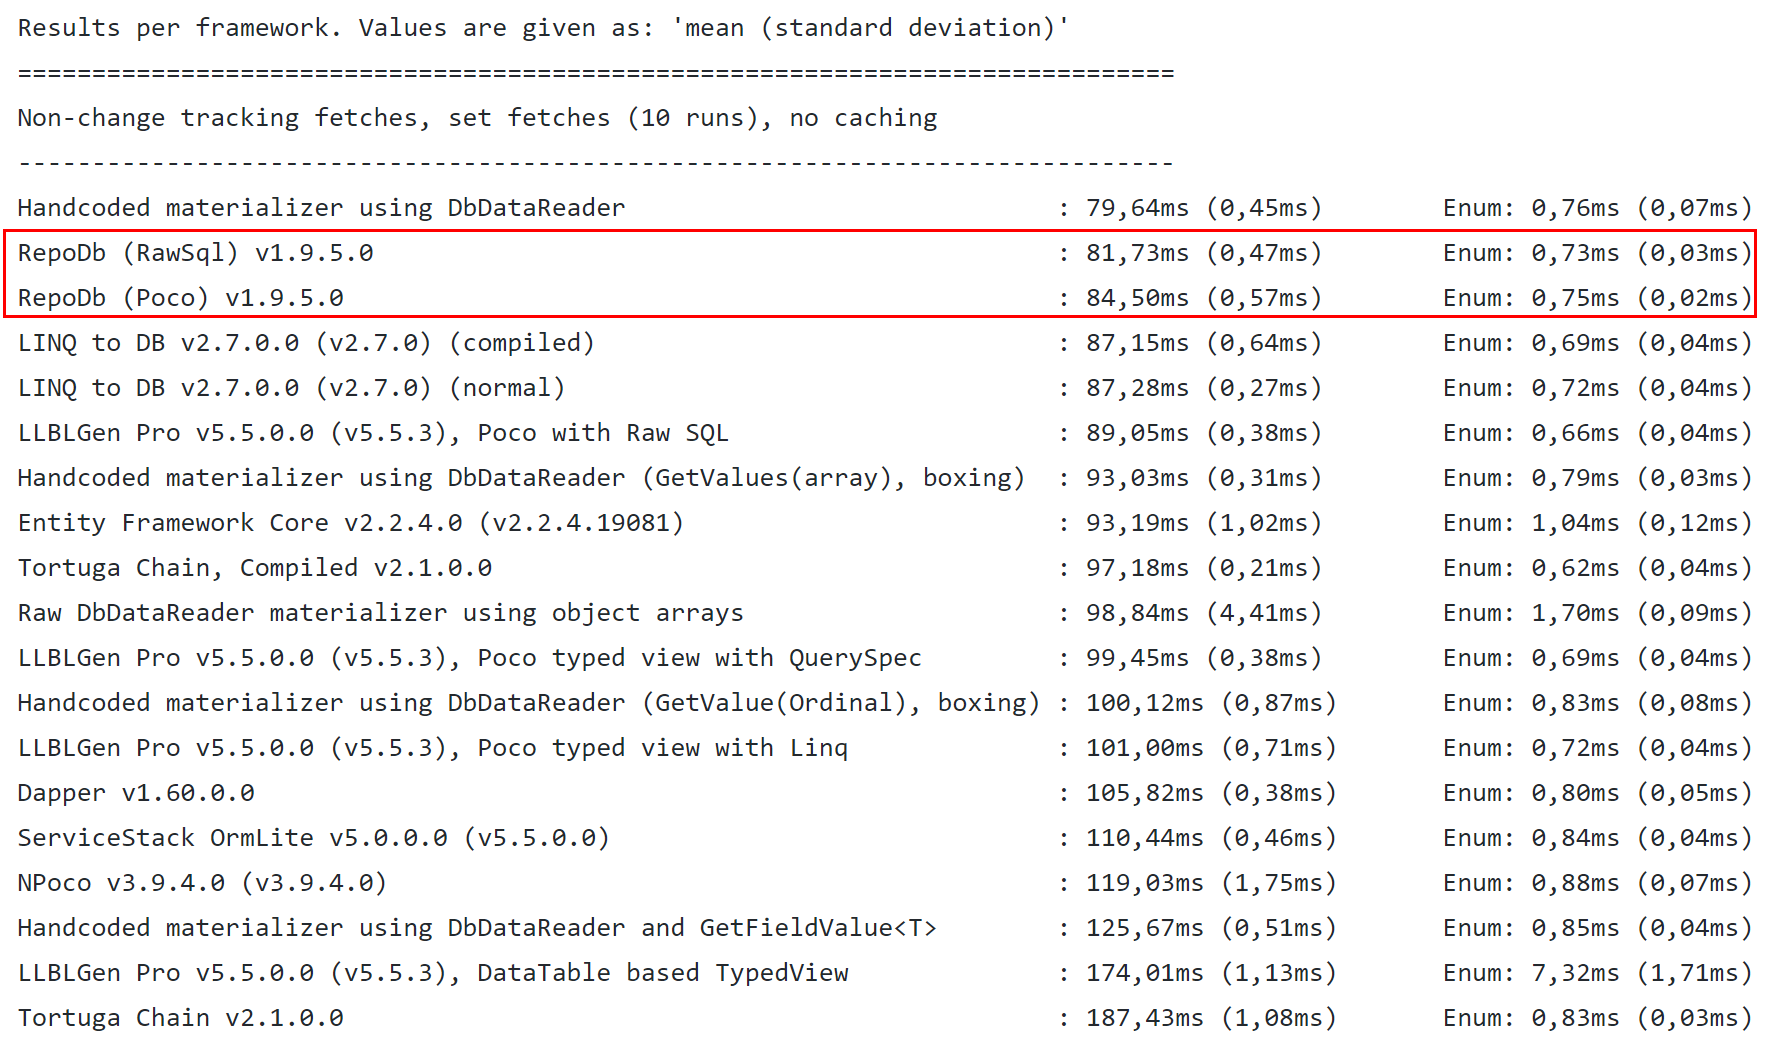 Results per framework. Values are given as: 'mean (standard deviation)'
==============================================================================
Non-change tracking fetches, set fetches (10 runs), no caching
------------------------------------------------------------------------------
Handcoded materializer using DbDataReader                             : 79,64ms (0,45ms)        Enum: 0,76ms (0,07ms)
RepoDb (RawSql) v1.9.5.0                                              : 81,73ms (0,47ms)        Enum: 0,73ms (0,03ms)
RepoDb (Poco) v1.9.5.0                                                : 84,50ms (0,57ms)        Enum: 0,75ms (0,02ms)
LINQ to DB v2.7.0.0 (v2.7.0) (compiled)                               : 87,15ms (0,64ms)        Enum: 0,69ms (0,04ms)
LINQ to DB v2.7.0.0 (v2.7.0) (normal)                                 : 87,28ms (0,27ms)        Enum: 0,72ms (0,04ms)
LLBLGen Pro v5.5.0.0 (v5.5.3), Poco with Raw SQL                      : 89,05ms (0,38ms)        Enum: 0,66ms (0,04ms)
Handcoded materializer using DbDataReader (GetValues(array), boxing)  : 93,03ms (0,31ms)        Enum: 0,79ms (0,03ms)
Entity Framework Core v2.2.4.0 (v2.2.4.19081)                         : 93,19ms (1,02ms)        Enum: 1,04ms (0,12ms)
Tortuga Chain, Compiled v2.1.0.0                                      : 97,18ms (0,21ms)        Enum: 0,62ms (0,04ms)
Raw DbDataReader materializer using object arrays                     : 98,84ms (4,41ms)        Enum: 1,70ms (0,09ms)
LLBLGen Pro v5.5.0.0 (v5.5.3), Poco typed view with QuerySpec         : 99,45ms (0,38ms)        Enum: 0,69ms (0,04ms)
Handcoded materializer using DbDataReader (GetValue(Ordinal), boxing) : 100,12ms (0,87ms)       Enum: 0,83ms (0,08ms)
LLBLGen Pro v5.5.0.0 (v5.5.3), Poco typed view with Linq              : 101,00ms (0,71ms)       Enum: 0,72ms (0,04ms)
Dapper v1.60.0.0                                                      : 105,82ms (0,38ms)       Enum: 0,80ms (0,05ms)
ServiceStack OrmLite v5.0.0.0 (v5.5.0.0)                              : 110,44ms (0,46ms)       Enum: 0,84ms (0,04ms)
NPoco v3.9.4.0 (v3.9.4.0)                                             : 119,03ms (1,75ms)       Enum: 0,88ms (0,07ms)
Handcoded materializer using DbDataReader and GetFieldValue<T>        : 125,67ms (0,51ms)       Enum: 0,85ms (0,04ms)
LLBLGen Pro v5.5.0.0 (v5.5.3), DataTable based TypedView              : 174,01ms (1,13ms)       Enum: 7,32ms (1,71ms)
Tortuga Chain v2.1.0.0                                                : 187,43ms (1,08ms)       Enum: 0,83ms (0,03ms)